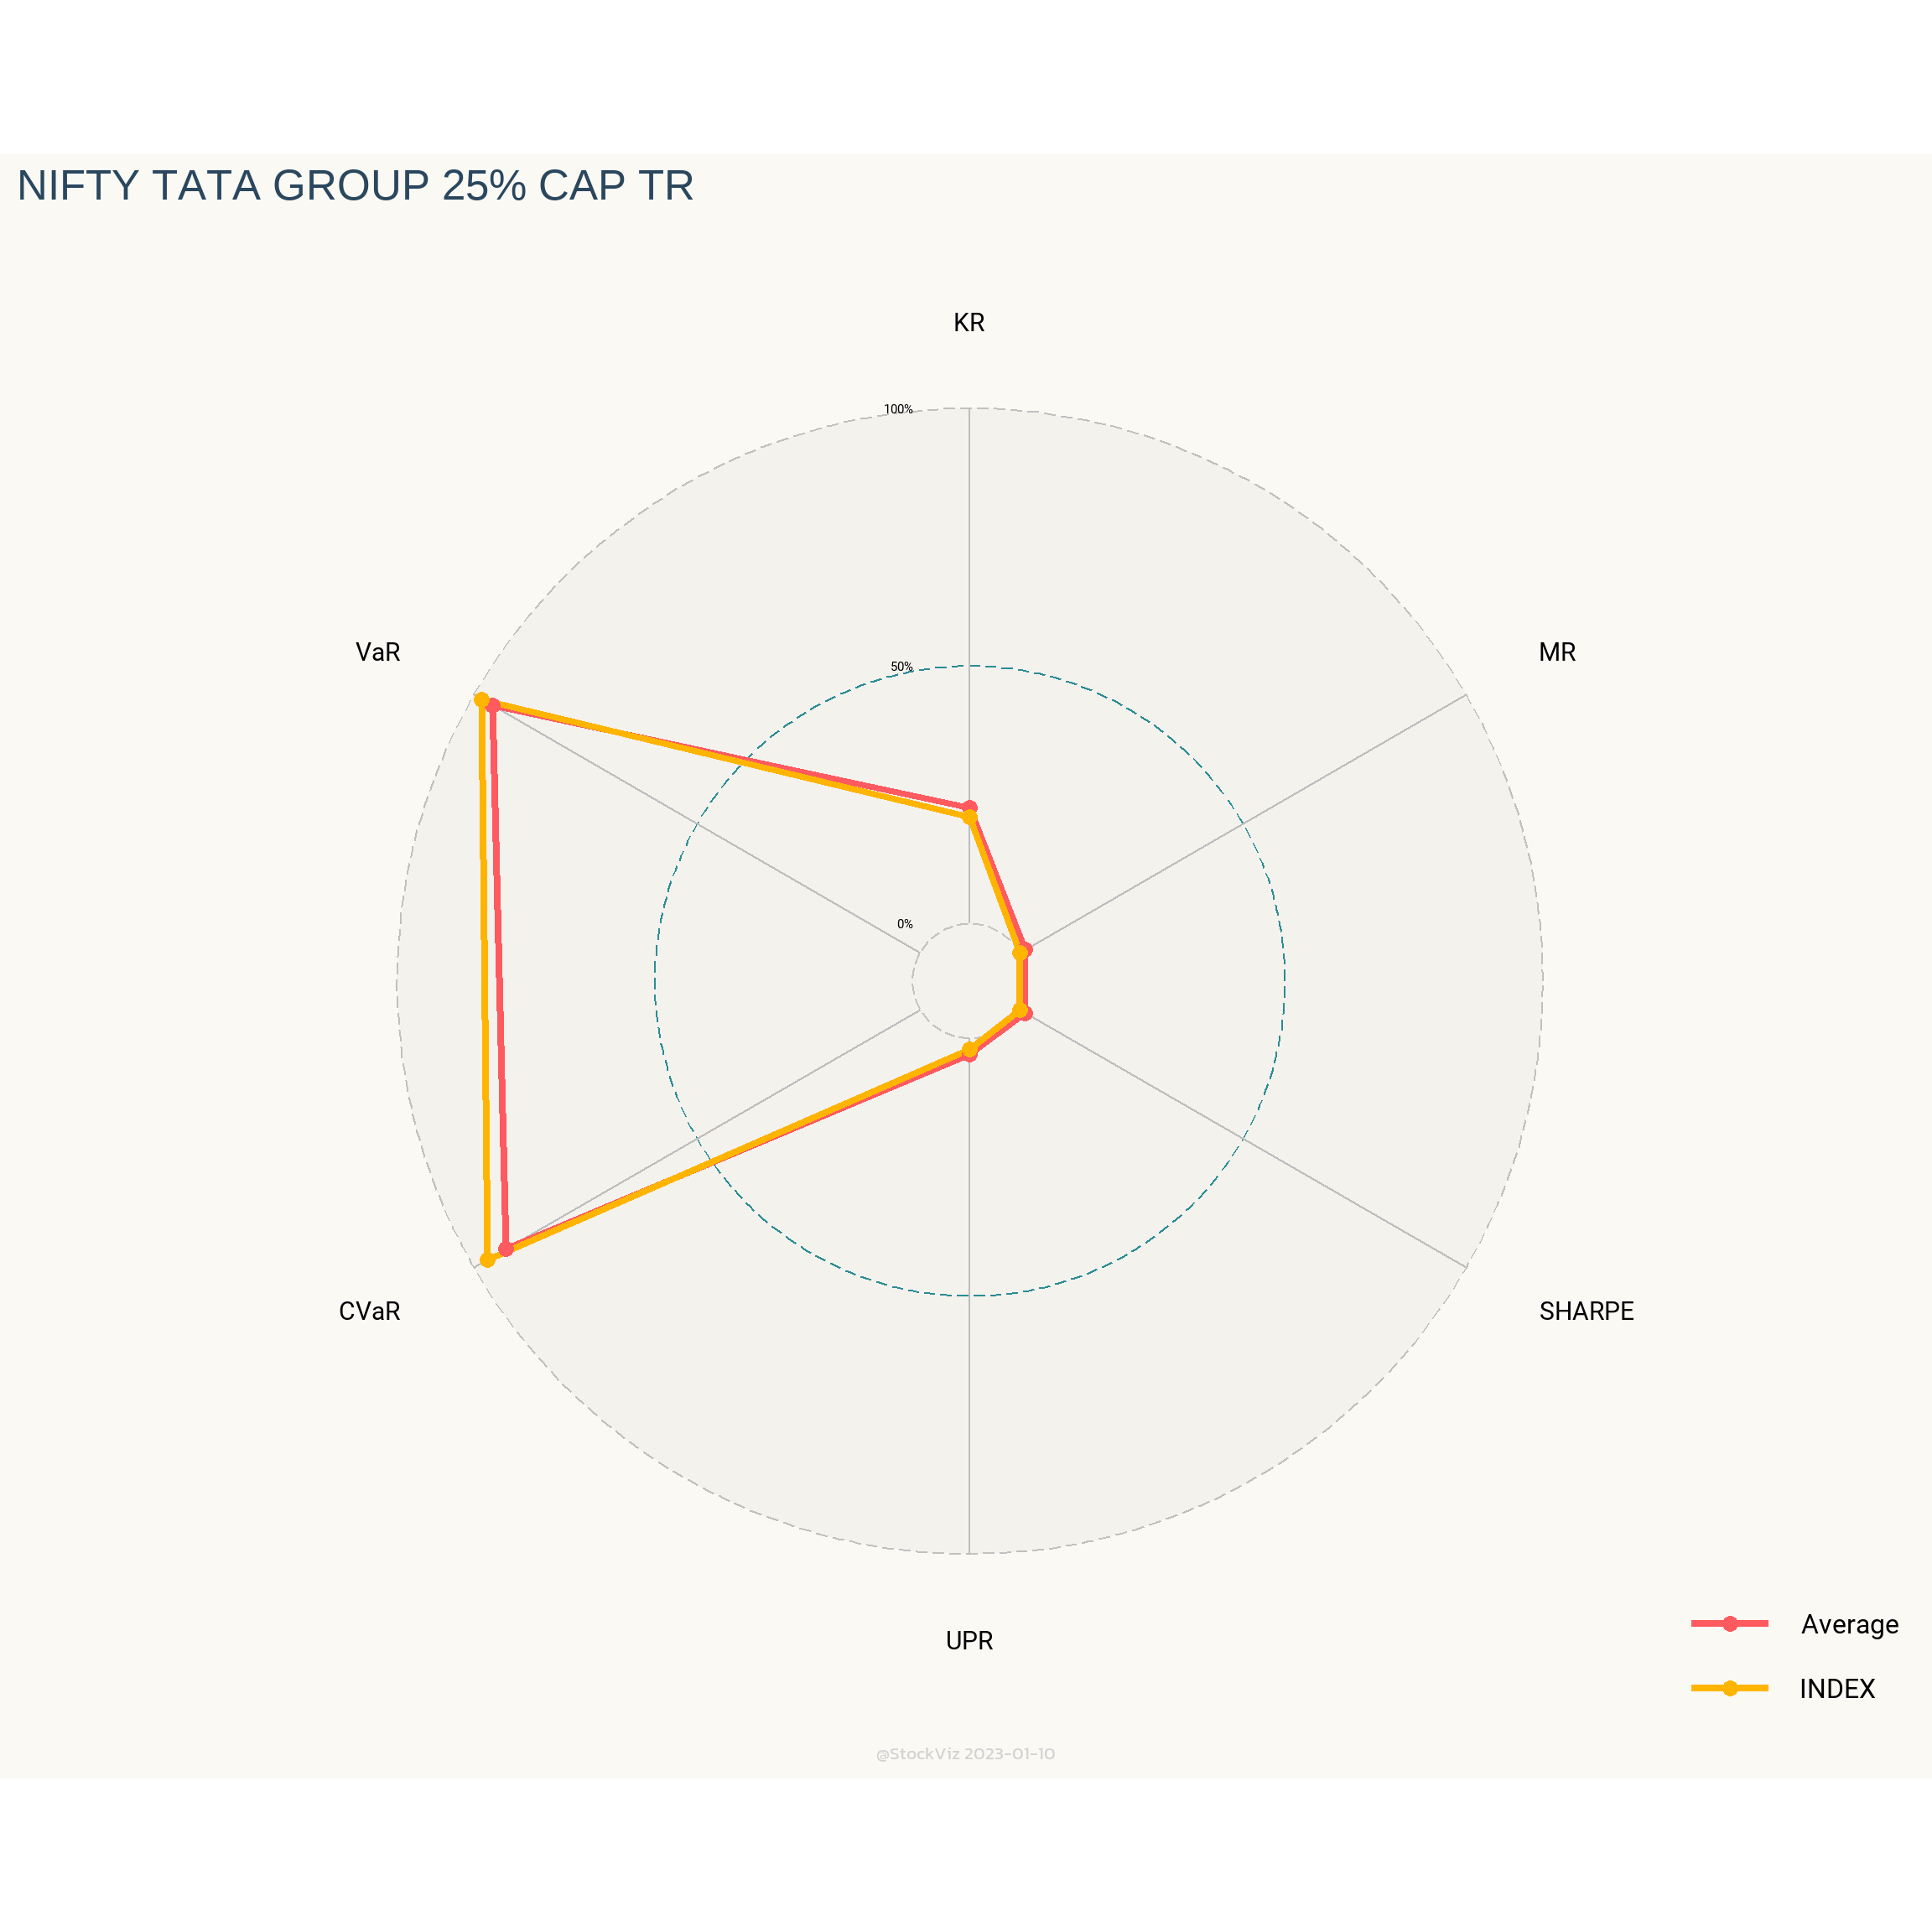 NIFTY TATA GROUP 25% CAP TR
KR
100%
VaR
MR
50%
0%
CVaR
SHARPE
UPR
Average
INDEX
@StockViz 2023-01-10